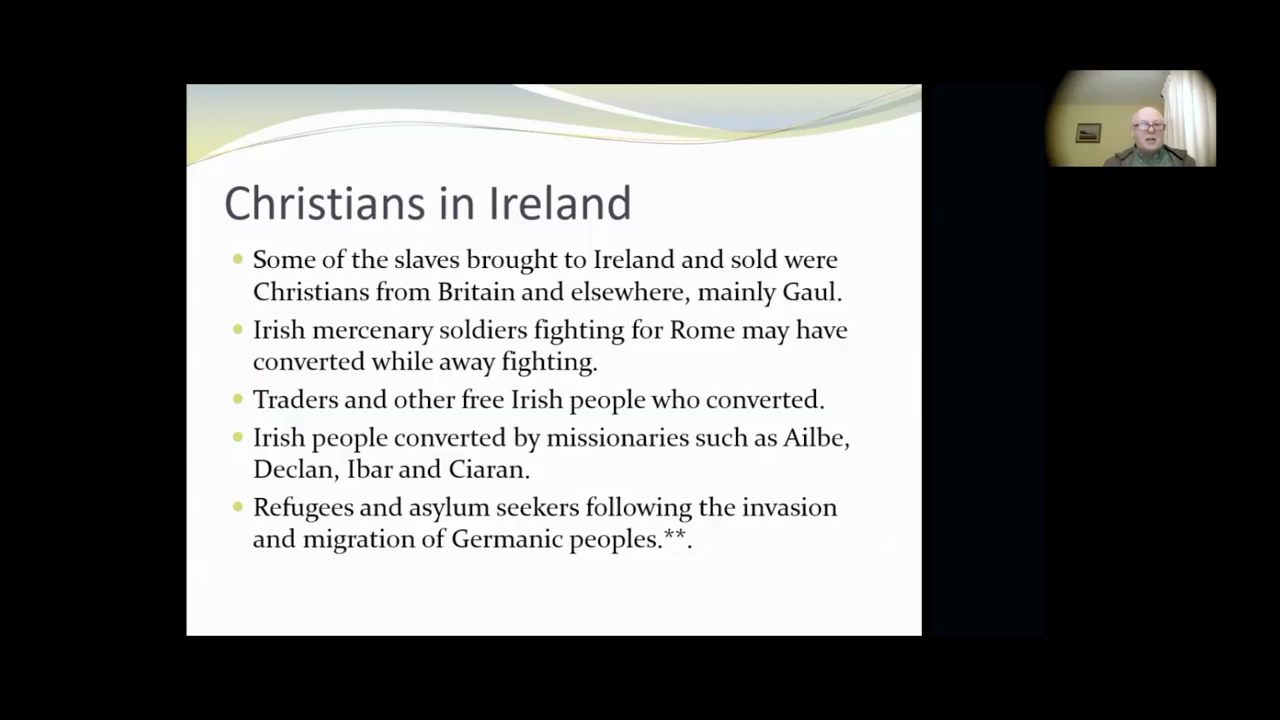 Christians in Ireland
Some of the slaves brought to Ireland and sold were
Christians from Britain and elsewhere, mainly Gaul.
Irish mercenary soldiers fighting for Rome may have
converted while away fighting.
Traders and other free Irish people who converted.
Irish people converted by missionaries such as Ailbe,
Declan, Ibar and Ciaran.
Refugees and asylum seekers following the invasion
and migration of Germanic peoples.**.